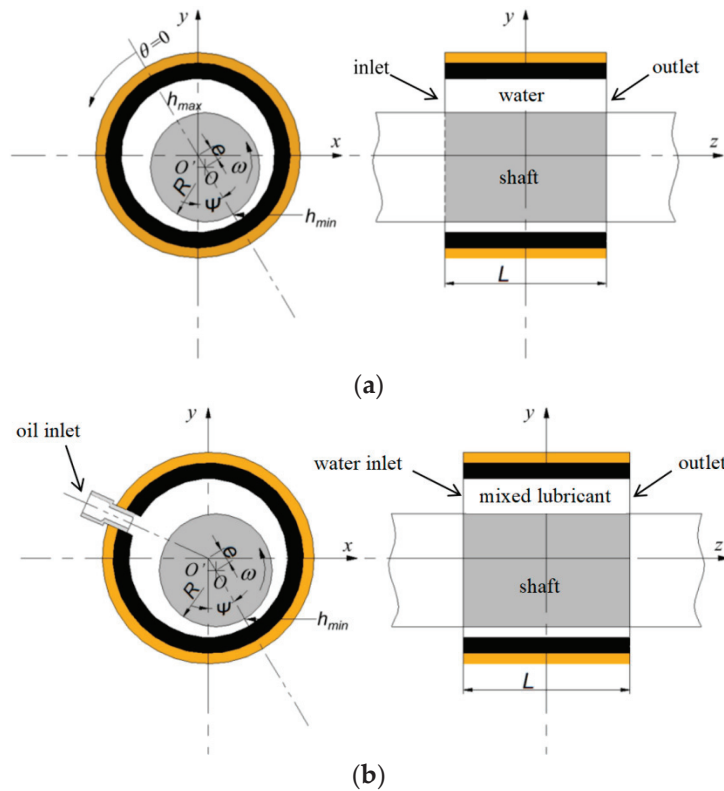 y
θ=0
h_max
x
e
O'
O
ω
R
Ψ
h_min
inlet
outlet
water
z
shaft
L
(a)
y
oil inlet
x
e
O'
O
ω
R
Ψ
h_min
water inlet
outlet
mixed lubricant
z
shaft
L
(b)